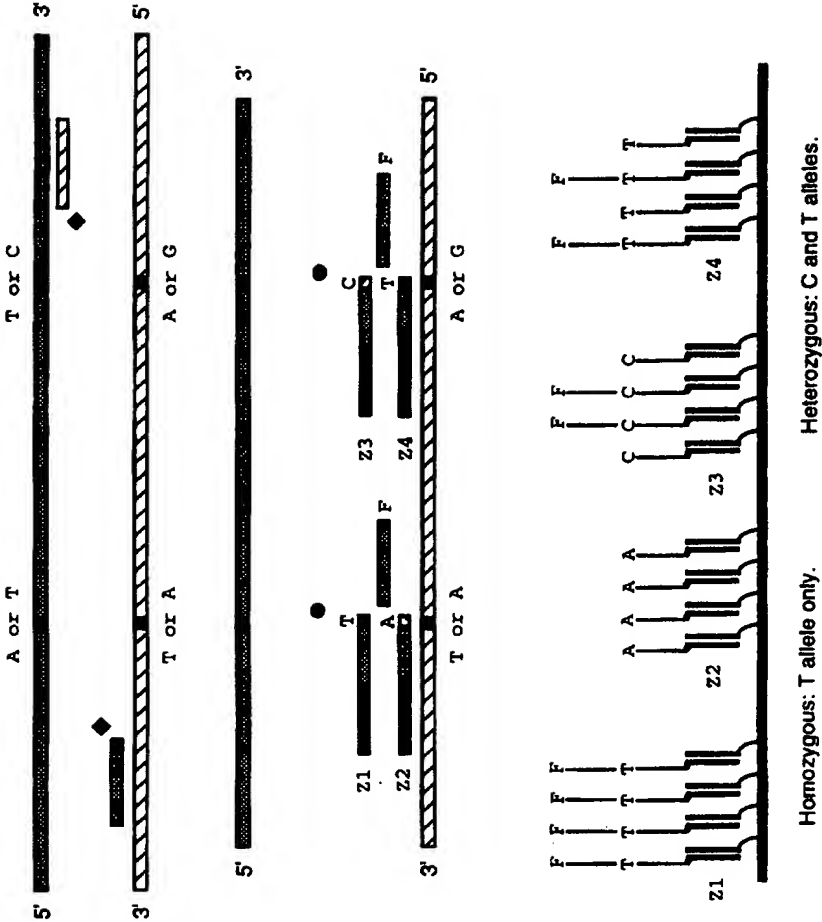 A or T T or C
5' 3'
3' 5'
T or A A or G
5' 3'
T C
Z1 F Z3 F
A T
Z2 Z4
3' 5'
T or A A or G
F F F F F F F F
T T T T A A A A C C C C T T T T
Z1 Z2 Z3 Z4
Homozygous: T allele only. Heterozygous: C and T alleles.